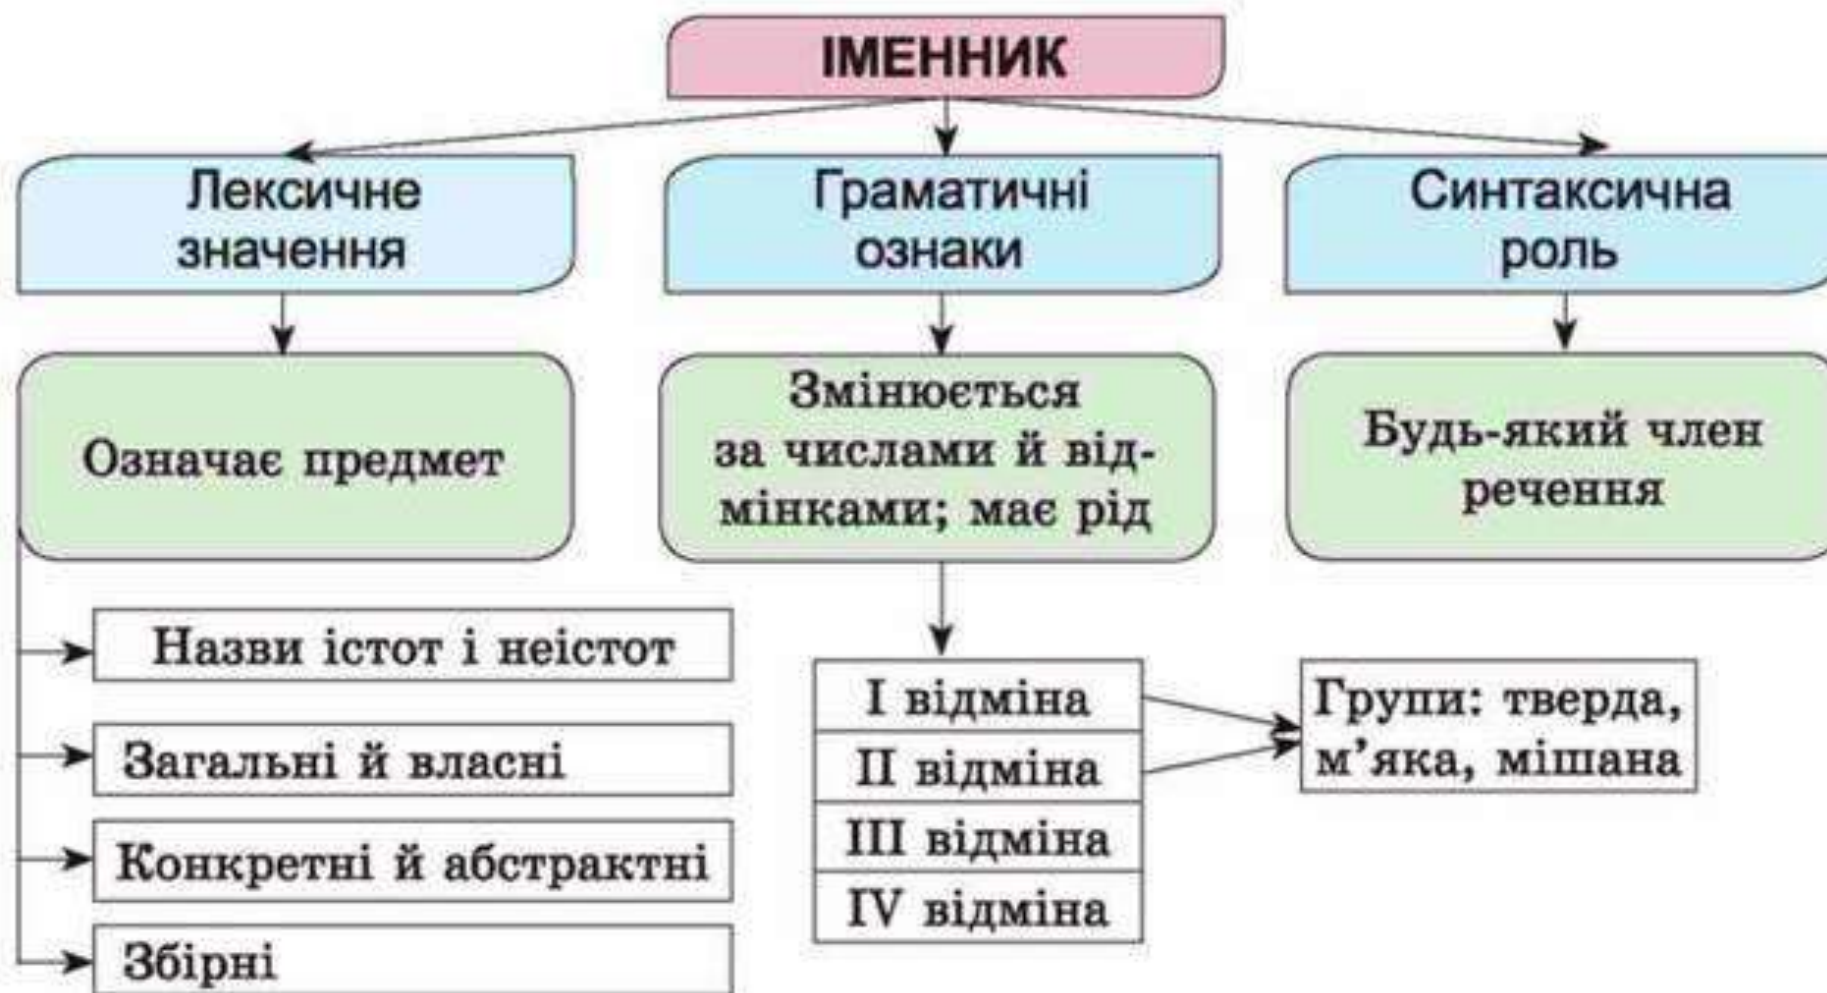 ІМЕННИК
Лексичне
значення
Граматичні
ознаки
Синтаксична
роль
Означає предмет
Змінюється
за числами й від-
мінками; має рід
Будь-який член
речення
Назви істот і неістот
Загальні й власні
Конкретні й абстрактні
Збірні
І відміна
ІІ відміна
ІІІ відміна
IV відміна
Групи: тверда,
м’яка, мішана